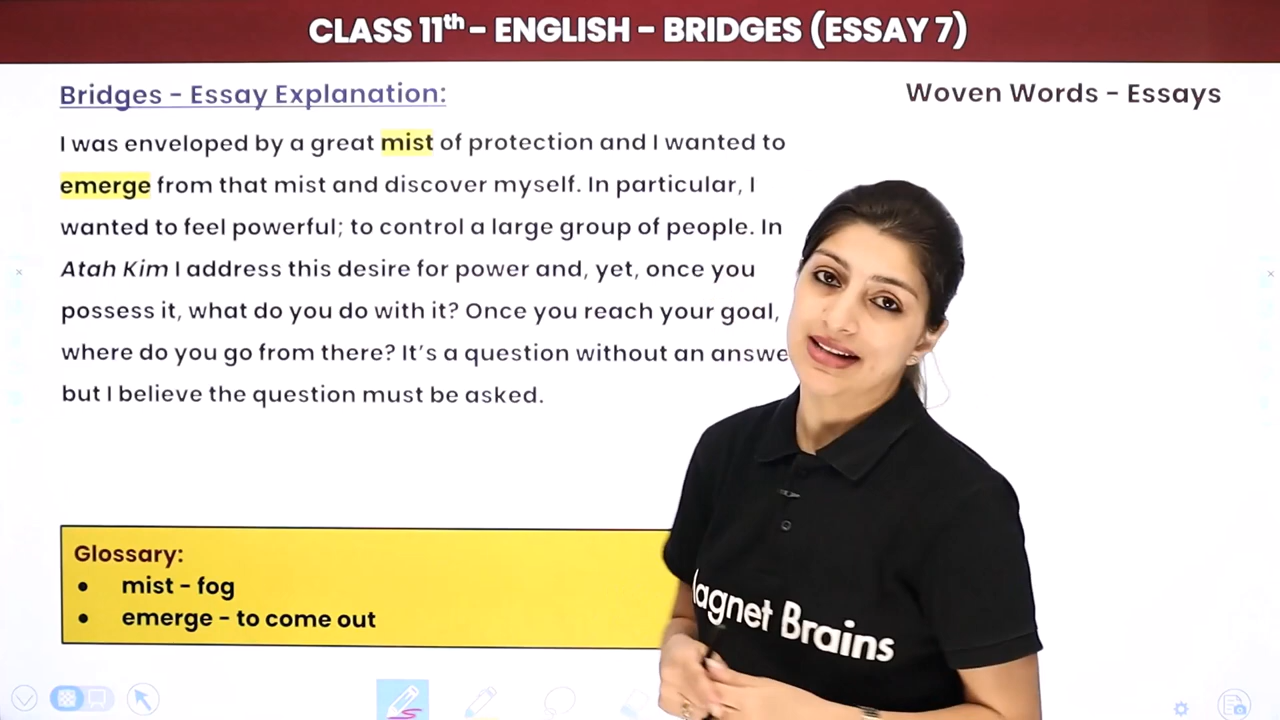 CLASS 11th - ENGLISH - BRIDGES (ESSAY 7)
Bridges - Essay Explanation:
Woven Words - Essays
I was enveloped by a great mist of protection and I wanted to
emerge from that mist and discover myself. In particular, I
wanted to feel powerful; to control a large group of people. In
Atah Kim I address this desire for power and, yet, once you
possess it, what do you do with it? Once you reach your goal,
where do you go from there? It's a question without an answe
but I believe the question must be asked.
Glossary:
• mist - fog
• emerge - to come out
agnet Brains